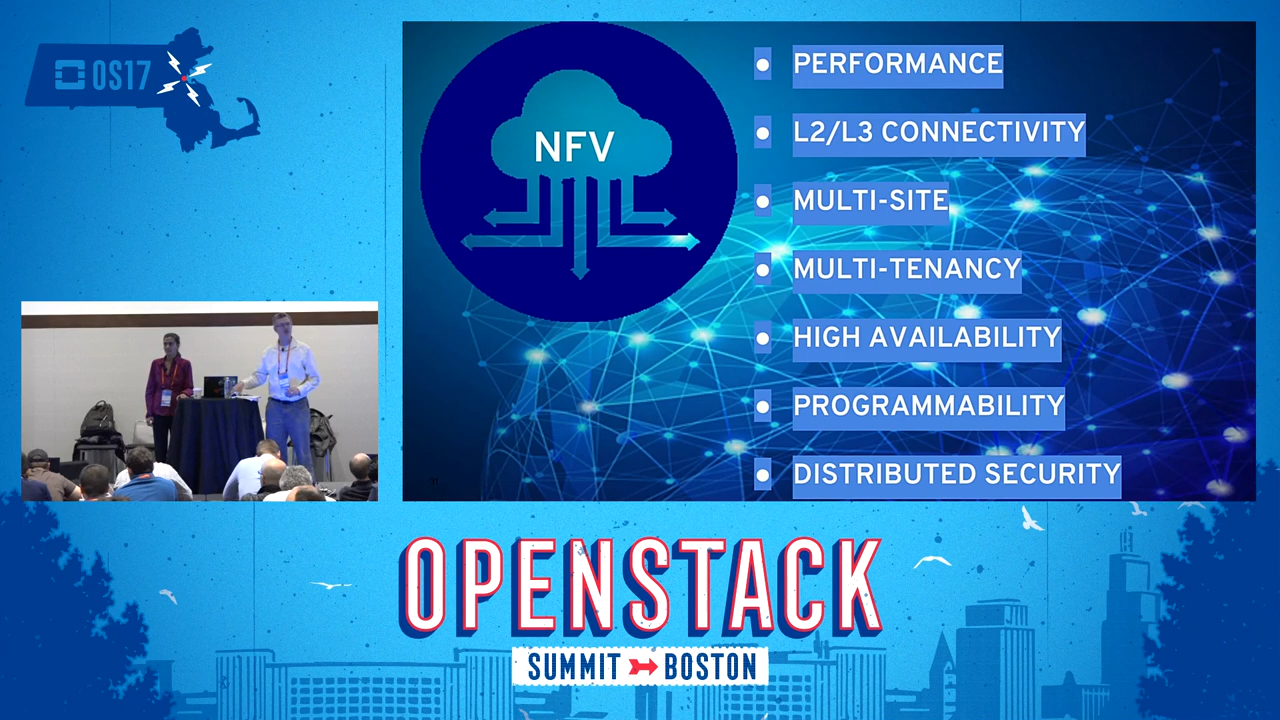 OS17
NFV
PERFORMANCE
L2/L3 CONNECTIVITY
MULTI-SITE
MULTI-TENANCY
HIGH AVAILABILITY
PROGRAMMABILITY
DISTRIBUTED SECURITY
OPENSTACK
SUMMIT BOSTON